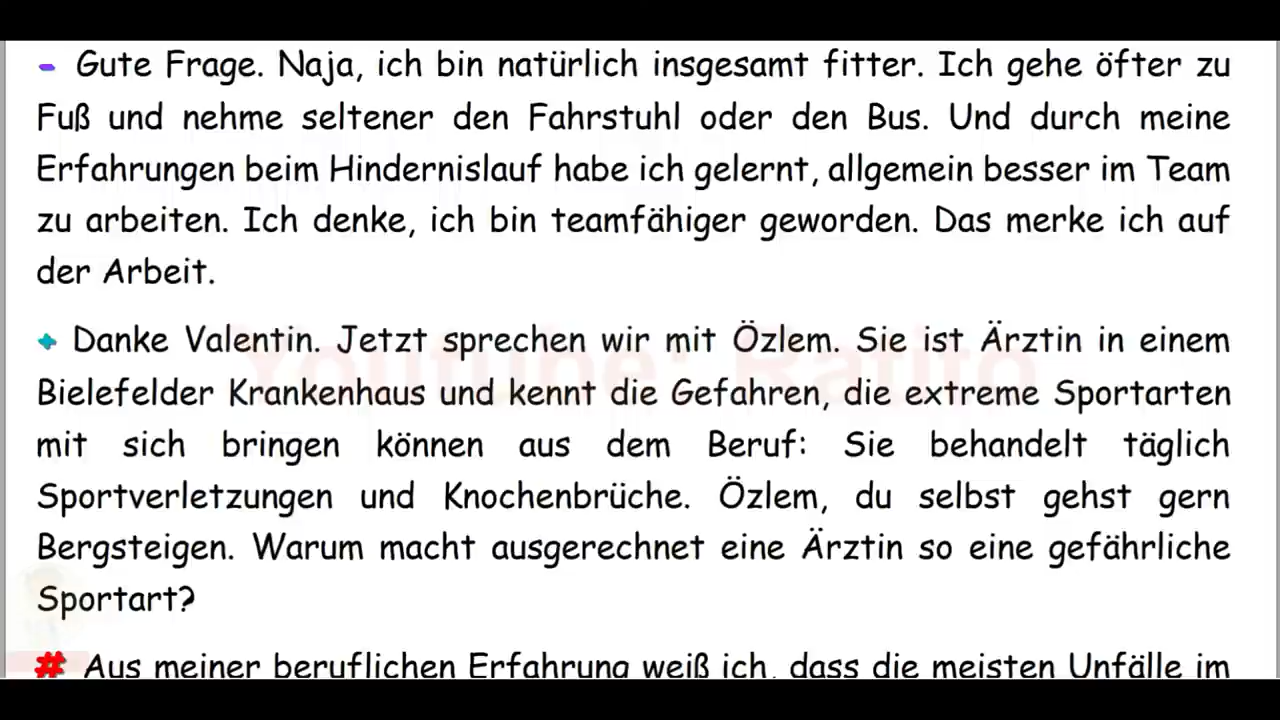 - Gute Frage. Naja, ich bin natürlich insgesamt fitter. Ich gehe öfter zu
Fuß und nehme seltener den Fahrstuhl oder den Bus. Und durch meine
Erfahrungen beim Hindernislauf habe ich gelernt, allgemein besser im Team
zu arbeiten. Ich denke, ich bin teamfähiger geworden. Das merke ich auf
der Arbeit.
+ Danke Valentin. Jetzt sprechen wir mit Özlem. Sie ist Ärztin in einem
Bielefelder Krankenhaus und kennt die Gefahren, die extreme Sportarten
mit sich bringen können aus dem Beruf: Sie behandelt täglich
Sportverletzungen und Knochenbrüche. Özlem, du selbst gehst gern
Bergsteigen. Warum macht ausgerechnet eine Ärztin so eine gefährliche
Sportart?
# Aus meiner beruflichen Erfahrung weiß ich, dass die meisten Unfälle im